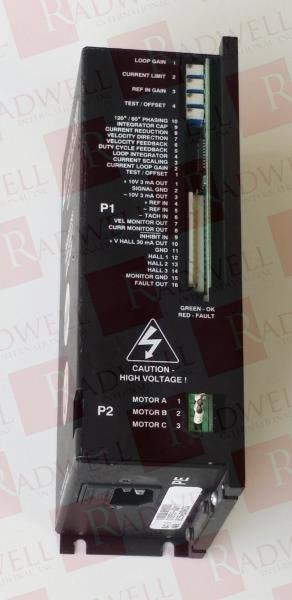 LOOP GAIN 1
CURRENT LIMIT 2
REF IN GAIN 3
TEST / OFFSET 4
120° / 60° PHASING 10
INTEGRATOR CAP 9
CURRENT REDUCTION 8
VELOCITY DIRECTION 7
VELOCITY FEEDBACK 6
DUTY CYCLE FEEDBACK 5
LOOP INTEGRATOR 4
CURRENT SCALING 3
CURRENT LOOP GAIN 2
TEST / OFFSET 1
P1
+ 10V 3 mA OUT 1
SIGNAL GND 2
- 10V 3 mA OUT 3
+ REF IN 4
- REF IN 5
- TACH IN 6
VEL MONITOR OUT 7
CURR MONITOR OUT 8
INHIBIT IN 9
+ V HALL 30 mA OUT 10
GND 11
HALL 1 12
HALL 2 13
HALL 3 14
MONITOR GND 15
FAULT OUT 16
GREEN - OK
RED - FAULT
CAUTION -
HIGH VOLTAGE !
P2
MOTOR A 1
MOTOR B 2
MOTOR C 3
PE
RADWELL
INTERNATIONAL